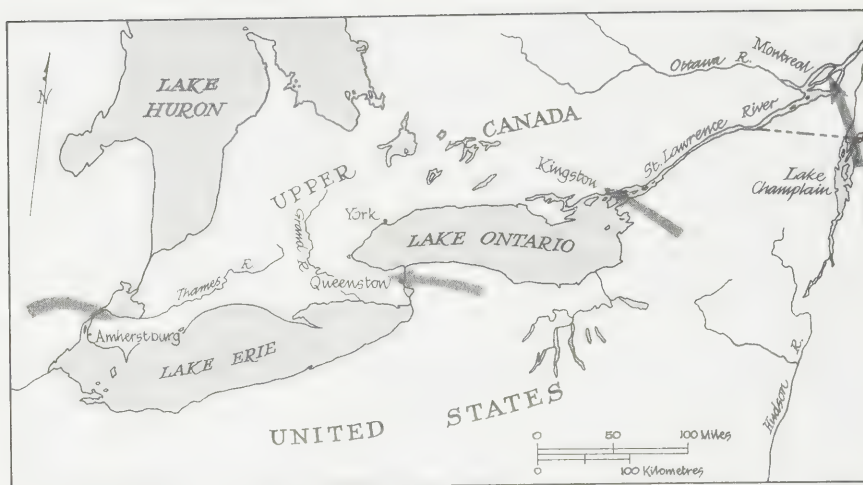 LAKE
HURON
N
Ottawa R.
Montreal
CANADA
UPPER
St. Lawrence River
Kingston
Lake
Champlain
York
Grand R.
LAKE ONTARIO
Thames R.
Queenston
Amherstburg
LAKE ERIE
UNITED STATES
Hudson R.
0 50 100 Miles
0 100 Kilometres